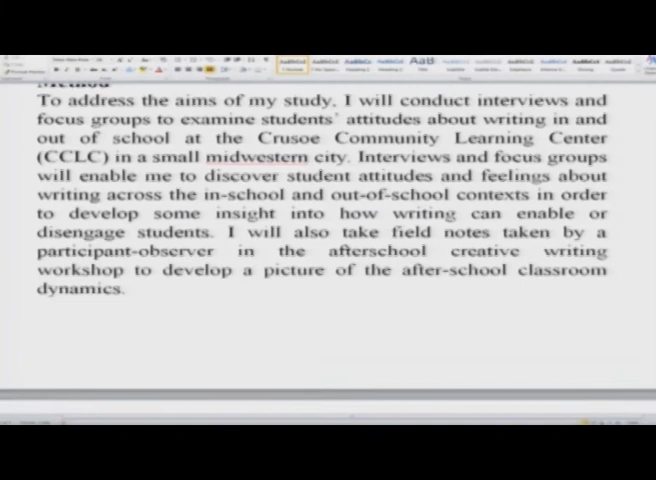 Method
To address the aims of my study, I will conduct interviews and
focus groups to examine students' attitudes about writing in and
out of school at the Crusoe Community Learning Center
(CCLC) in a small midwestern city. Interviews and focus groups
will enable me to discover student attitudes and feelings about
writing across the in-school and out-of-school contexts in order
to develop some insight into how writing can enable or
disengage students. I will also take field notes taken by a
participant-observer in the afterschool creative writing
workshop to develop a picture of the after-school classroom
dynamics.